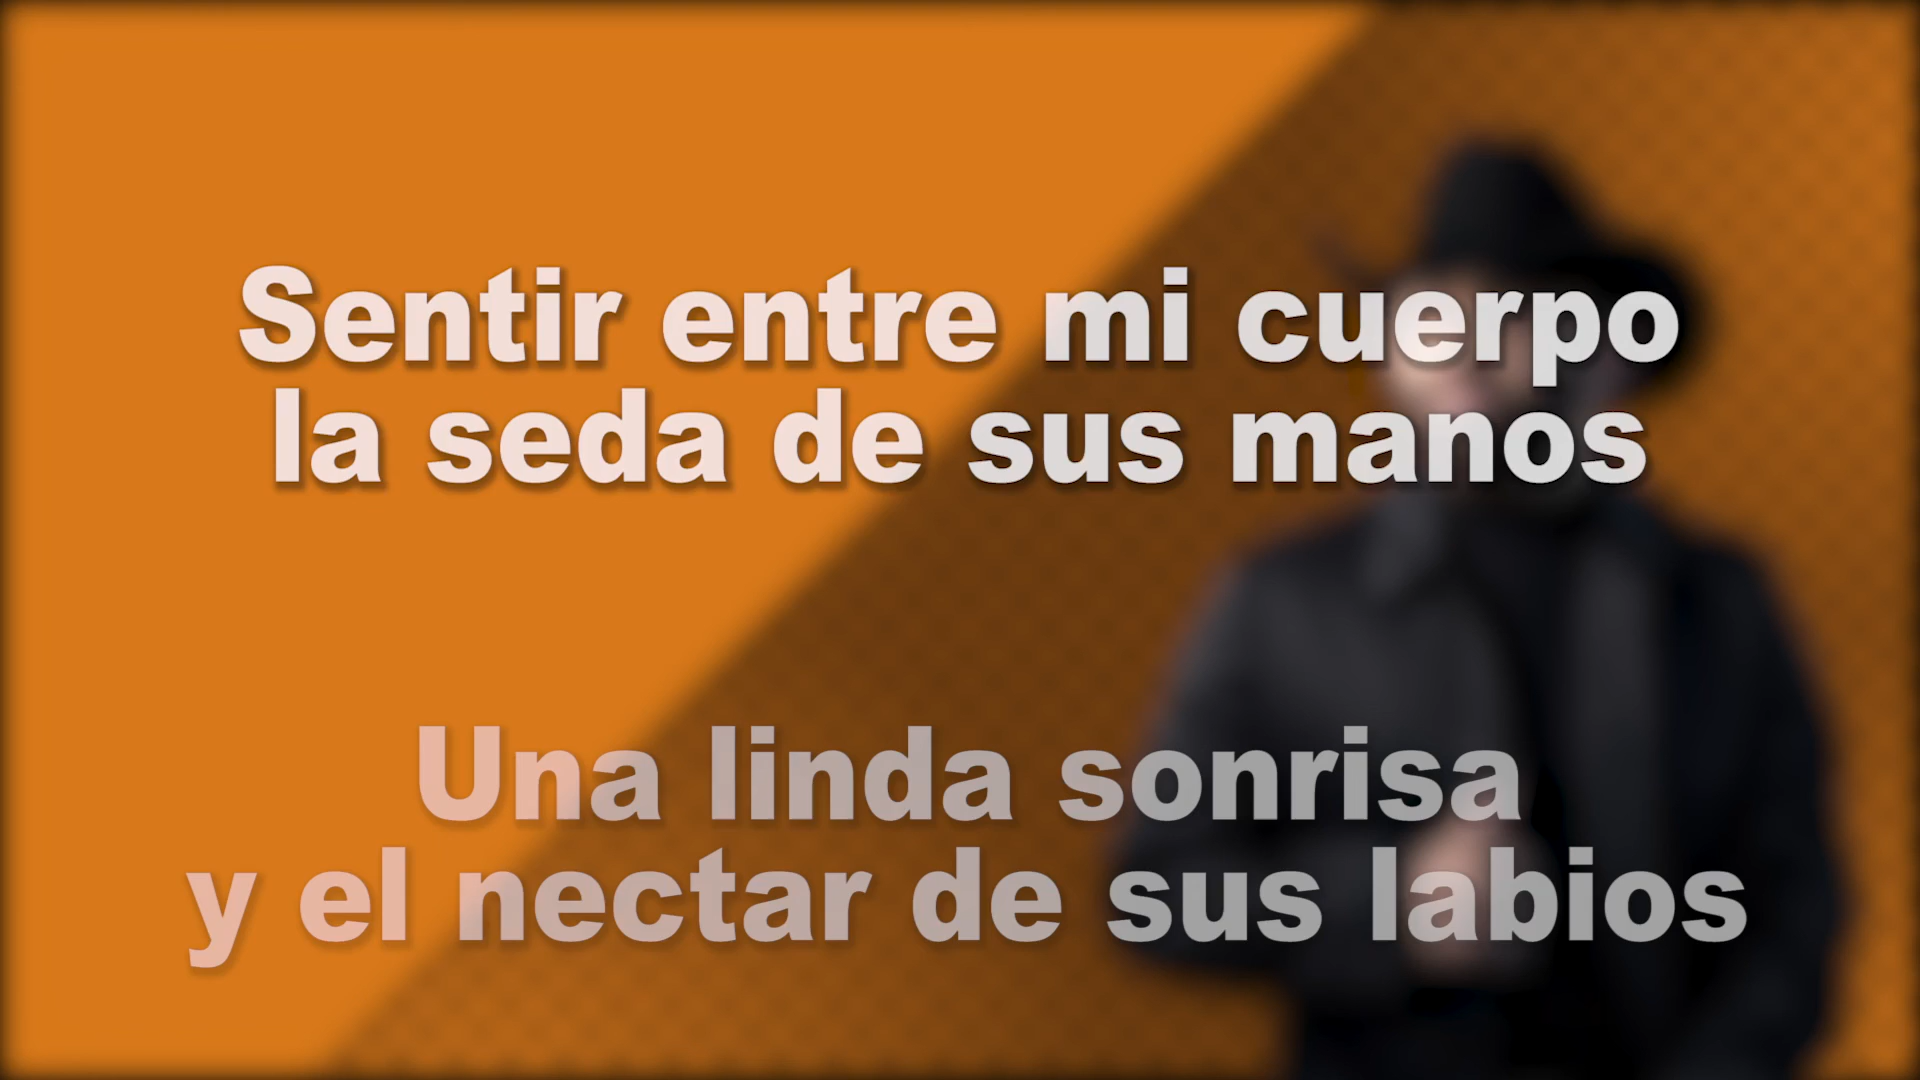 Sentir entre mi cuerpo
la seda de sus manos
Una linda sonrisa
y el nectar de sus labios